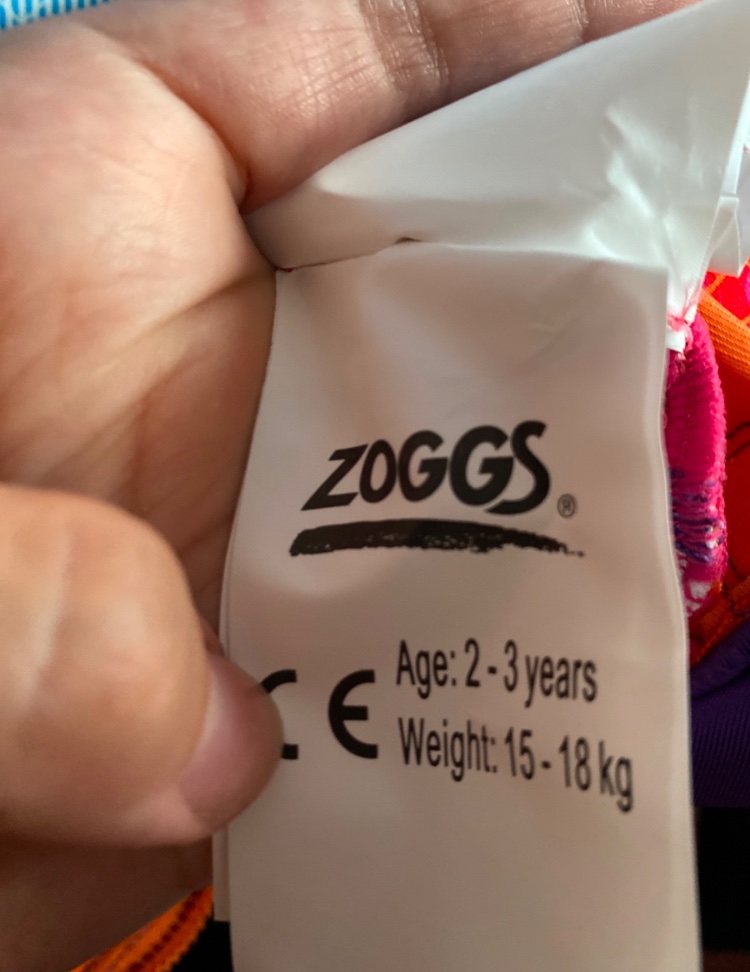 ZOGGS®
CE
Age: 2 - 3 years
Weight: 15 - 18 kg